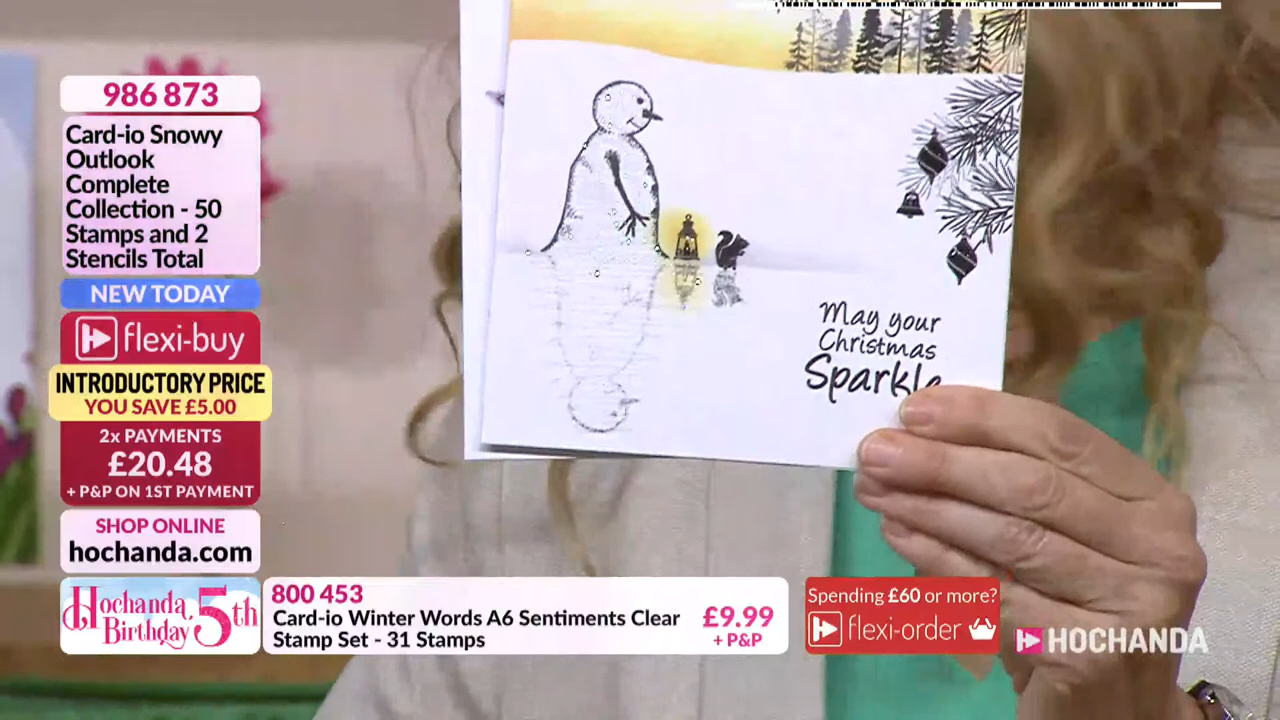 986 873
Card-io Snowy
Outlook
Complete
Collection - 50
Stamps and 2
Stencils Total
NEW TODAY
flexi-buy
INTRODUCTORY PRICE
YOU SAVE £5.00
2x PAYMENTS
£20.48
+ P&P ON 1ST PAYMENT
SHOP ONLINE
hochanda.com
Hochanda
Birthday
5th
800 453
Card-io Winter Words A6 Sentiments Clear
Stamp Set - 31 Stamps
£9.99
+ P&P
Spending £60 or more?
flexi-order
HOCHANDA
May your
Christmas
Sparkle